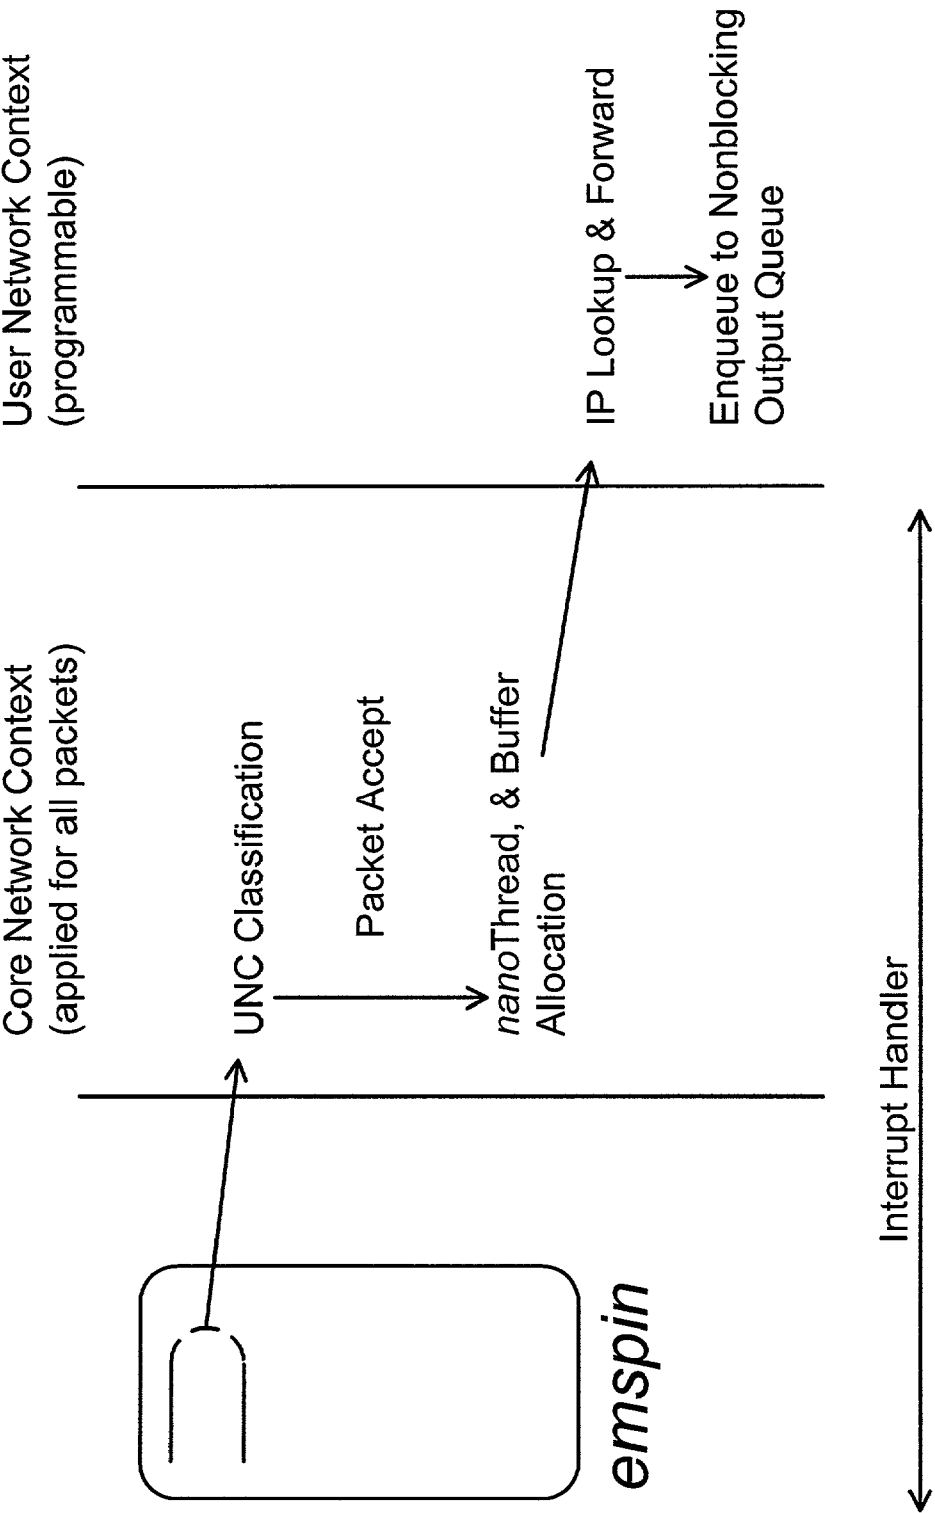 Core Network Context
(applied for all packets)
User Network Context
(programmable)
UNC Classification
Packet Accept
nanoThread, & Buffer
Allocation
IP Lookup & Forward
Enqueue to Nonblocking
Output Queue
emspin
Interrupt Handler